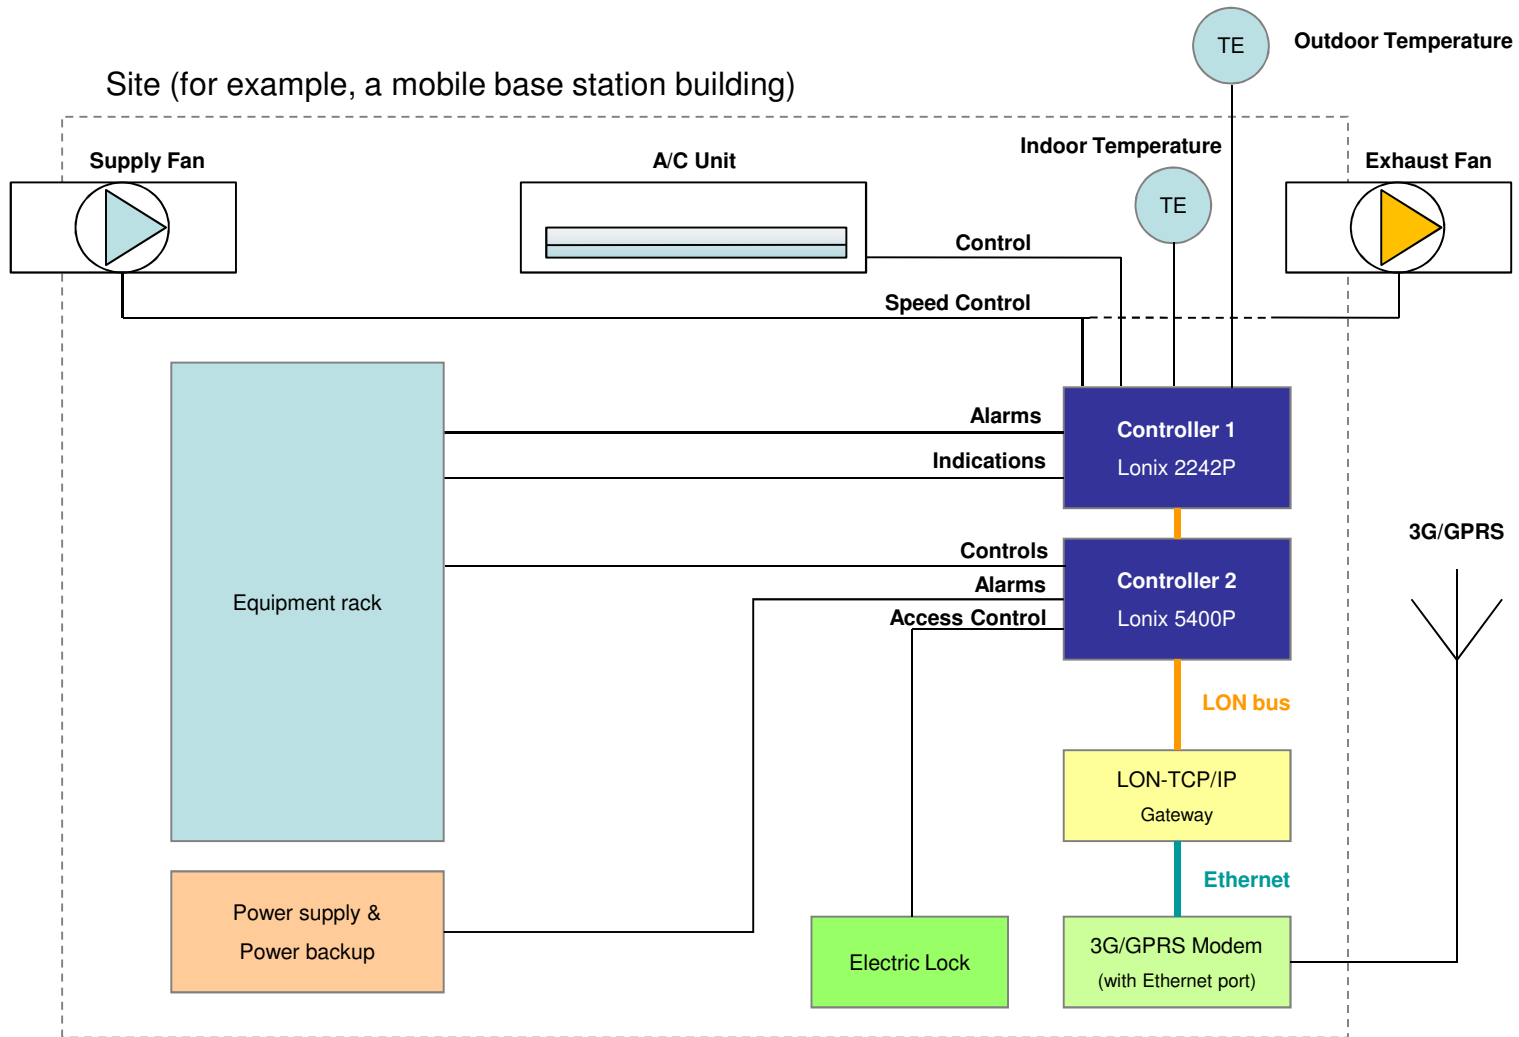 TE
Outdoor Temperature
Site (for example, a mobile base station building)
Indoor Temperature
Supply Fan
A/C Unit
Exhaust Fan
TE
Control
Speed Control
Alarms
Controller 1
Indications
Lonix 2242P
3G/GPRS
Controls
Controller 2
Alarms
Equipment rack
Access Control
Lonix 5400P
LON bus
LON-TCP/IP
Gateway
Ethernet
Power supply &
Power backup
Electric Lock
3G/GPRS Modem
(with Ethernet port)